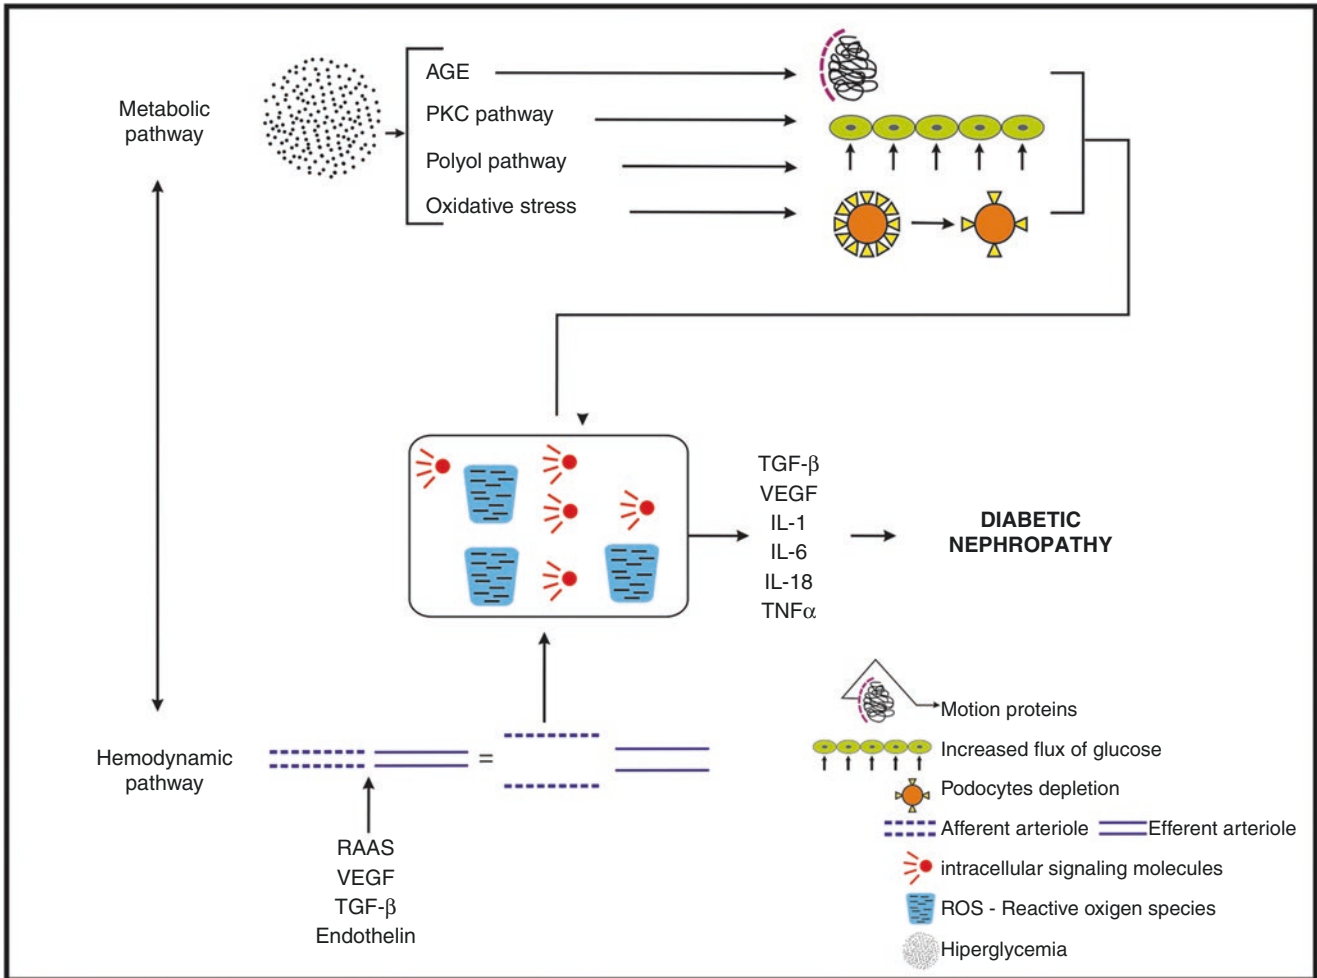 Metabolic
pathway
AGE
PKC pathway
Polyol pathway
Oxidative stress
TGF-β
VEGF
IL-1
IL-6
IL-18
TNFα
DIABETIC
NEPHROPATHY
Hemodynamic
pathway
=
RAAS
VEGF
TGF-β
Endothelin
Motion proteins
Increased flux of glucose
Podocytes depletion
Afferent arteriole
Efferent arteriole
intracellular signaling molecules
ROS - Reactive oxigen species
Hiperglycemia